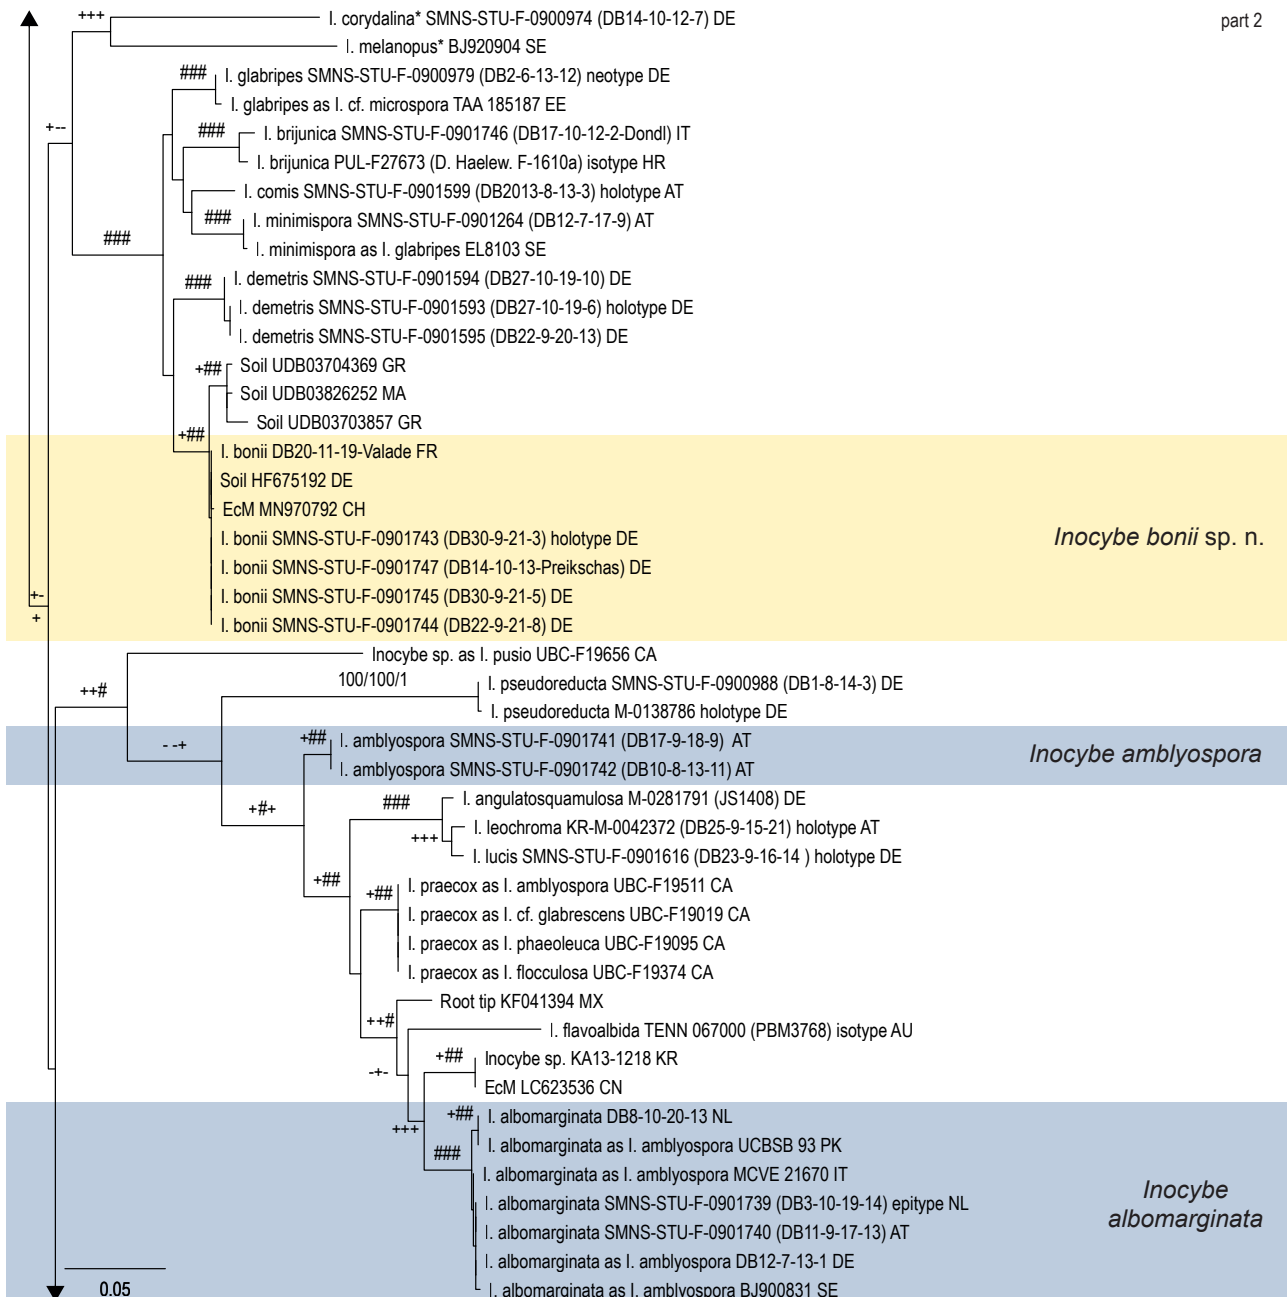 +++
I. corydalina* SMNS-STU-F-0900974 (DB14-10-12-7) DE
part 2
I. melanopus* BJ920904 SE
###
I. glabripes SMNS-STU-F-0900979 (DB2-6-13-12) neotype DE
I. glabripes as I. cf. microspora TAA 185187 EE
+--
###
I. brijunica SMNS-STU-F-0901746 (DB17-10-12-2-Dondl) IT
I. brijunica PUL-F27673 (D. Haelew. F-1610a) isotype HR
I. comis SMNS-STU-F-0901599 (DB2013-8-13-3) holotype AT
###
I. minimispora SMNS-STU-F-0901264 (DB12-7-17-9) AT
###
I. minimispora as I. glabripes EL8103 SE
###
I. demetris SMNS-STU-F-0901594 (DB27-10-19-10) DE
I. demetris SMNS-STU-F-0901593 (DB27-10-19-6) holotype DE
I. demetris SMNS-STU-F-0901595 (DB22-9-20-13) DE
+##
Soil UDB03704369 GR
Soil UDB03826252 MA
Soil UDB03703857 GR
+##
I. bonii DB20-11-19-Valade FR
Soil HF675192 DE
EcM MN970792 CH
I. bonii SMNS-STU-F-0901743 (DB30-9-21-3) holotype DE
Inocybe bonii sp. n.
I. bonii SMNS-STU-F-0901747 (DB14-10-13-Preikschas) DE
I. bonii SMNS-STU-F-0901745 (DB30-9-21-5) DE
+-
+
I. bonii SMNS-STU-F-0901744 (DB22-9-21-8) DE
Inocybe sp. as I. pusio UBC-F19656 CA
++#
100/100/1
I. pseudoreducta SMNS-STU-F-0900988 (DB1-8-14-3) DE
I. pseudoreducta M-0138786 holotype DE
- -+
+##
I. amblyospora SMNS-STU-F-0901741 (DB17-9-18-9) AT
Inocybe amblyospora
I. amblyospora SMNS-STU-F-0901742 (DB10-8-13-11) AT
+#+
###
I. angulatosquamulosa M-0281791 (JS1408) DE
+++
I. leochroma KR-M-0042372 (DB25-9-15-21) holotype AT
I. lucis SMNS-STU-F-0901616 (DB23-9-16-14 ) holotype DE
+##
+##
I. praecox as I. amblyospora UBC-F19511 CA
I. praecox as I. cf. glabrescens UBC-F19019 CA
I. praecox as I. phaeoleuca UBC-F19095 CA
I. praecox as I. flocculosa UBC-F19374 CA
++#
Root tip KF041394 MX
I. flavoalbida TENN 067000 (PBM3768) isotype AU
-+-
+##
Inocybe sp. KA13-1218 KR
EcM LC623536 CN
+++
+##
I. albomarginata DB8-10-20-13 NL
I. albomarginata as I. amblyospora UCBSB 93 PK
###
I. albomarginata as I. amblyospora MCVE 21670 IT
I. albomarginata SMNS-STU-F-0901739 (DB3-10-19-14) epitype NL
Inocybe
albomarginata
I. albomarginata SMNS-STU-F-0901740 (DB11-9-17-13) AT
I. albomarginata as I. amblyospora DB12-7-13-1 DE
I. albomarginata as I. amblyospora BJ900831 SE
0.05